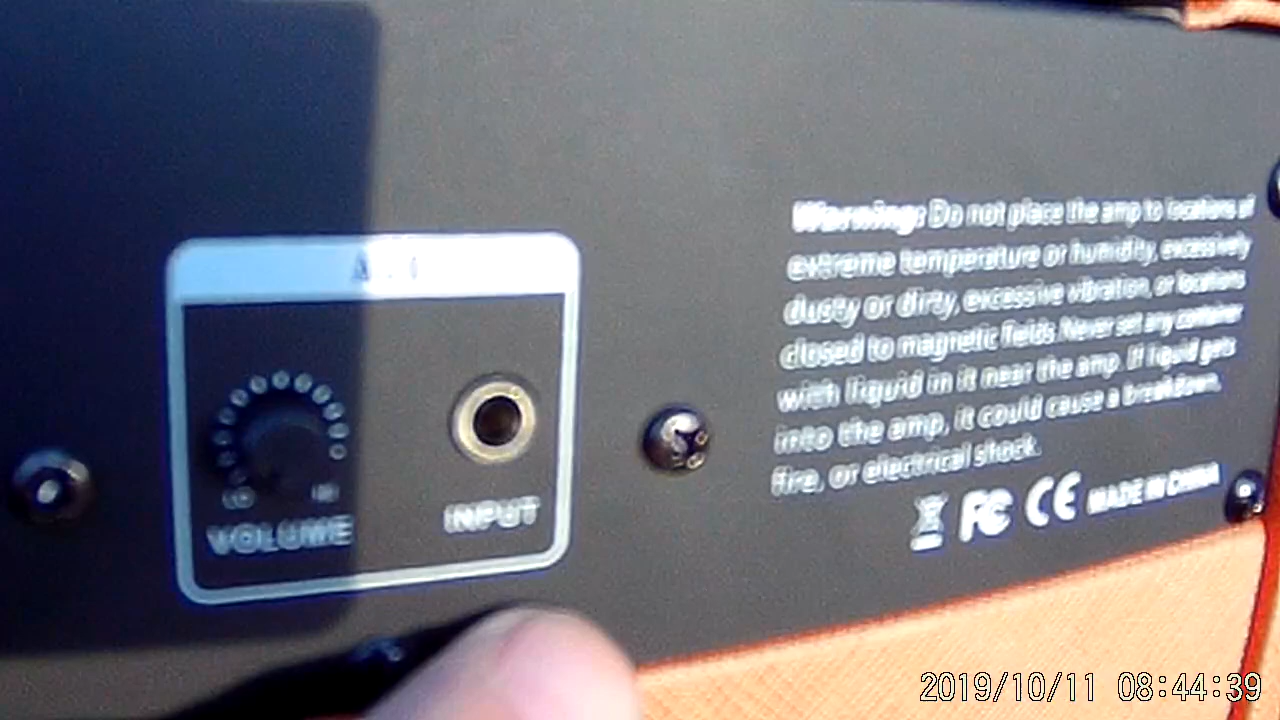 AUX
LO
HI
VOLUME
INPUT
Warning: Do not place the amp to locations of
extreme temperature or humidity, excessively
dusty or dirty, excessive vibration, or locations
closed to magnetic fields. Never set any container
with liquid in it near the amp. If liquid gets
into the amp, it could cause a breakdown,
fire, or electrical shock.
FC CE MADE IN CHINA
2019/10/11 08:44:39